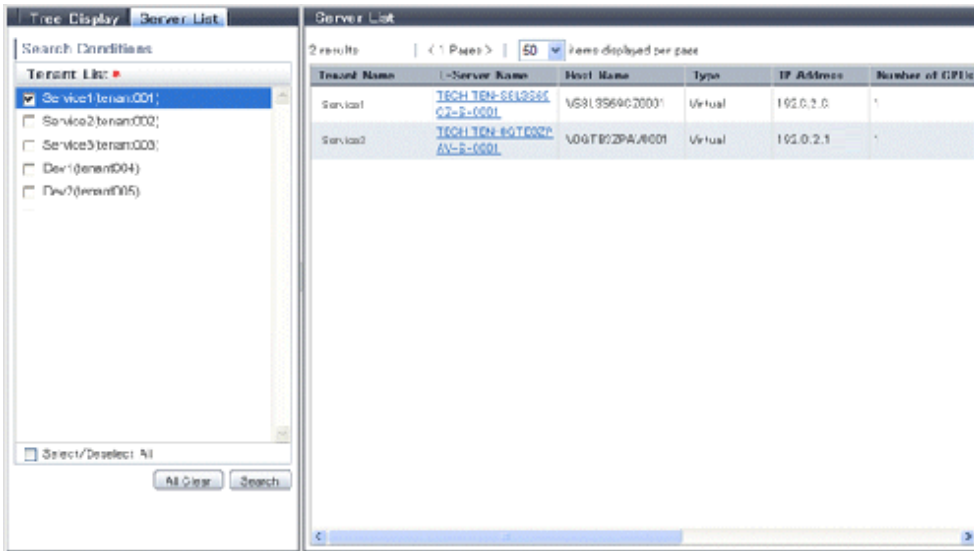 Tree Display Server List
Search Conditions
Tenant List *
Service1(tenant001)
Service2(tenant002)
Service3(tenant003)
Dev1(tenant004)
Dev2(tenant005)
Select/Deselect All
All Clear Search
Server List
2 results | < 1 Pages > | 50 items displayed per page
Tenant Name L-Server Name Host Name Type IP Address Number of CPUs
Service1 Virtual 192.0.2.0 1
Virtual 192.0.2.1 1